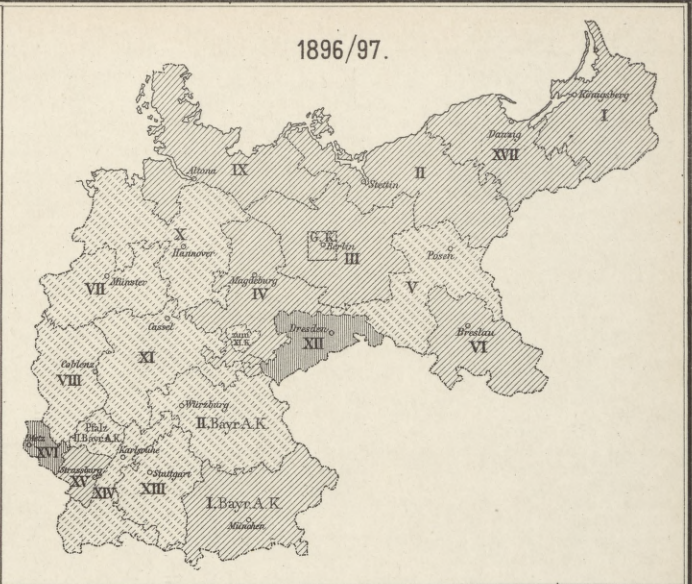 1896/97.
Königsberg
I
Danzig
XVII
Altona
IX
Stettin
II
X
Hannover
G. K.
Berlin
III
Posen
V
VII
Münster
Magdeburg
IV
Cassel
Dresden
XII
Breslau
VI
XI
zum
XI.K.
Coblenz
VIII
Würzburg
II.Bayr.A.K.
Pfalz
II.Bayr.A.K.
Metz
XVI
Karlsruhe
Strassburg
XV
XIV
Stuttgart
XIII
I.Bayr.A.K.
München